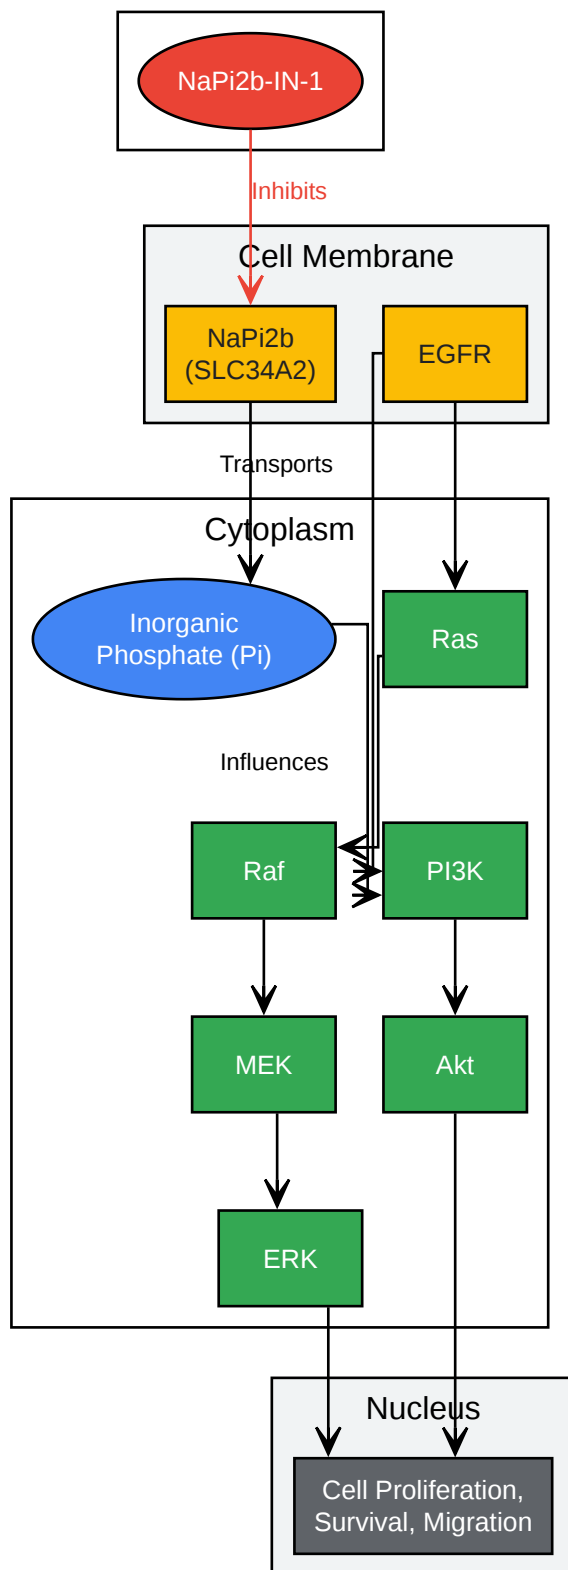 NaPi2b-IN-1
Inhibits
Cell Membrane
NaPi2b
(SLC34A2)
EGFR
Transports
Cytoplasm
Inorganic
Phosphate (Pi)
Ras
Influences
Raf
PI3K
MEK
Akt
ERK
Nucleus
Cell Proliferation,
Survival, Migration